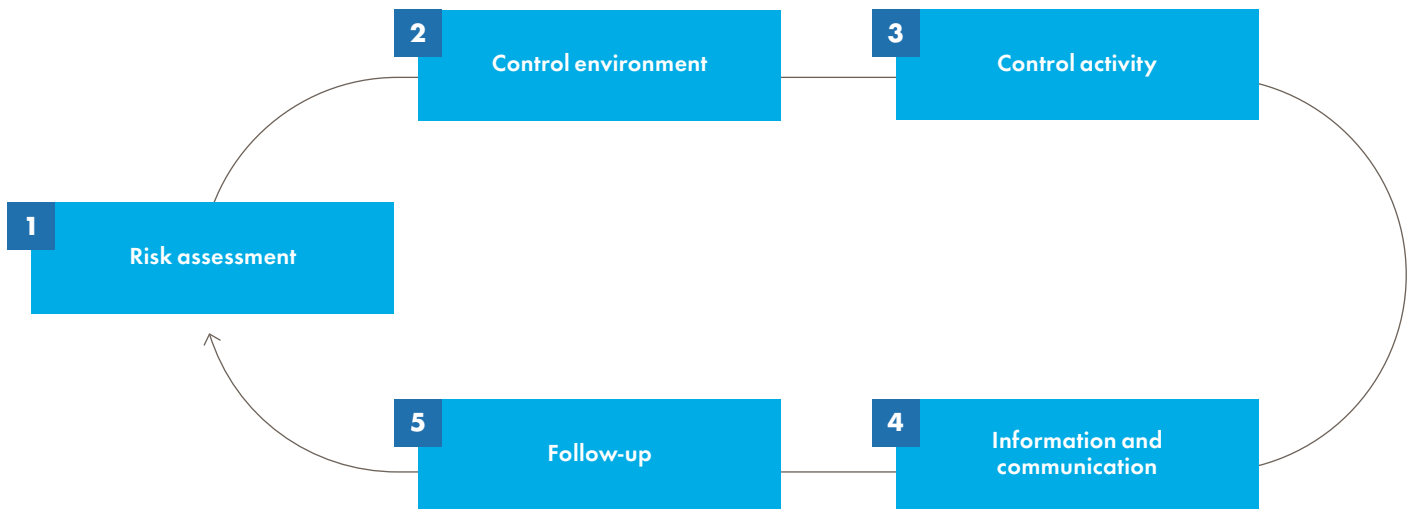 1
Risk assessment
2
Control environment
3
Control activity
4
Information and
communication
5
Follow-up